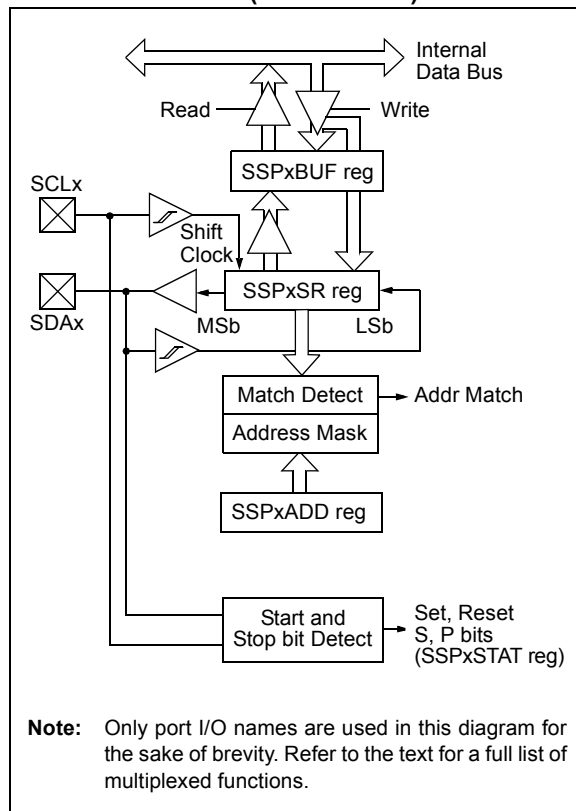 Internal
Data Bus
Read
Write
SSPxBUF reg
SCLx
Shift
Clock
SSPxSR reg
SDAx
MSb
LSb
Match Detect
Addr Match
Address Mask
SSPxADD reg
Start and
Stop bit Detect
Set, Reset
S, P bits
(SSPxSTAT reg)
Note: Only port I/O names are used in this diagram for
the sake of brevity. Refer to the text for a full list of
multiplexed functions.